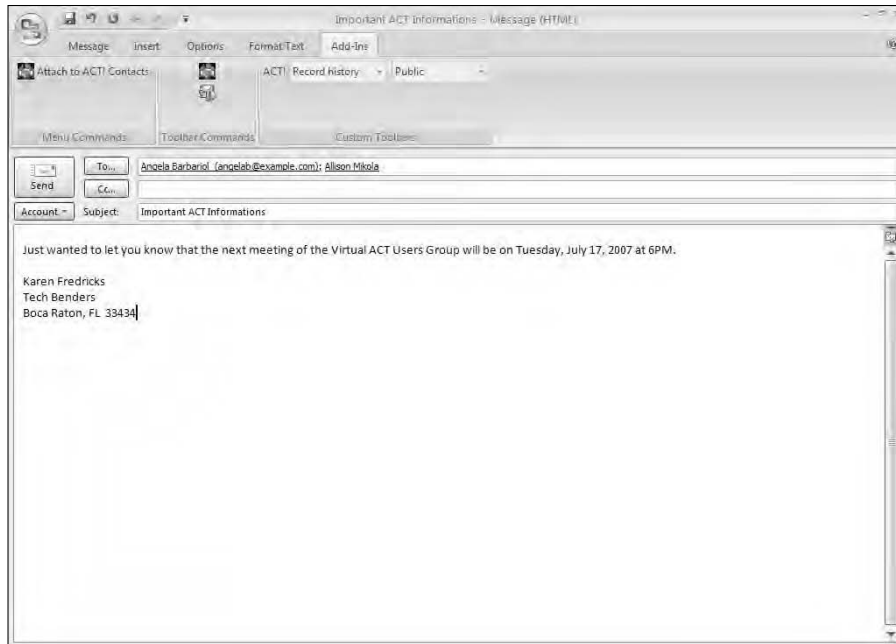 Important ACT Informations - Message (HTML)
Message Insert Options Format Text Add-Ins
Attach to ACT! Contacts
ACT! Record history Public
Menu Commands Toolbar Commands Custom Toolbars
To... Angela Barbariol (angelab@example.com); Allison Mikola
Send
Cc...
Account Subject: Important ACT Informations
Just wanted to let you know that the next meeting of the Virtual ACT Users Group will be on Tuesday, July 17, 2007 at 6PM.
Karen Fredricks
Tech Benders
Boca Raton, FL 33434